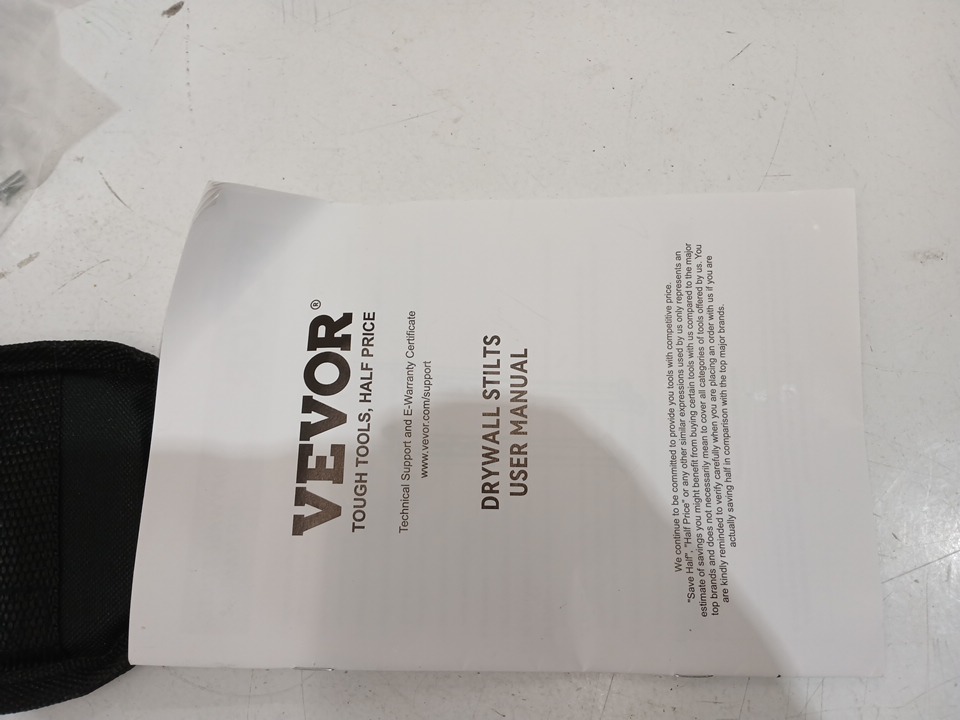 VEVOR®
TOUGH TOOLS, HALF PRICE
Technical Support and E-Warranty Certificate
www.vevor.com/support
DRYWALL STILTS
USER MANUAL
We continue to be committed to provide you tools with competitive price.
"Save Half", "Half Price" or any other similar expressions used by us only represents an
estimate of savings you might benefit from buying certain tools with us compared to the major
top brands and does not necessarily mean to cover all categories of tools offered by us. You
are kindly reminded to verify carefully when you are placing an order with us if you are
actually saving half in comparison with the top major brands.